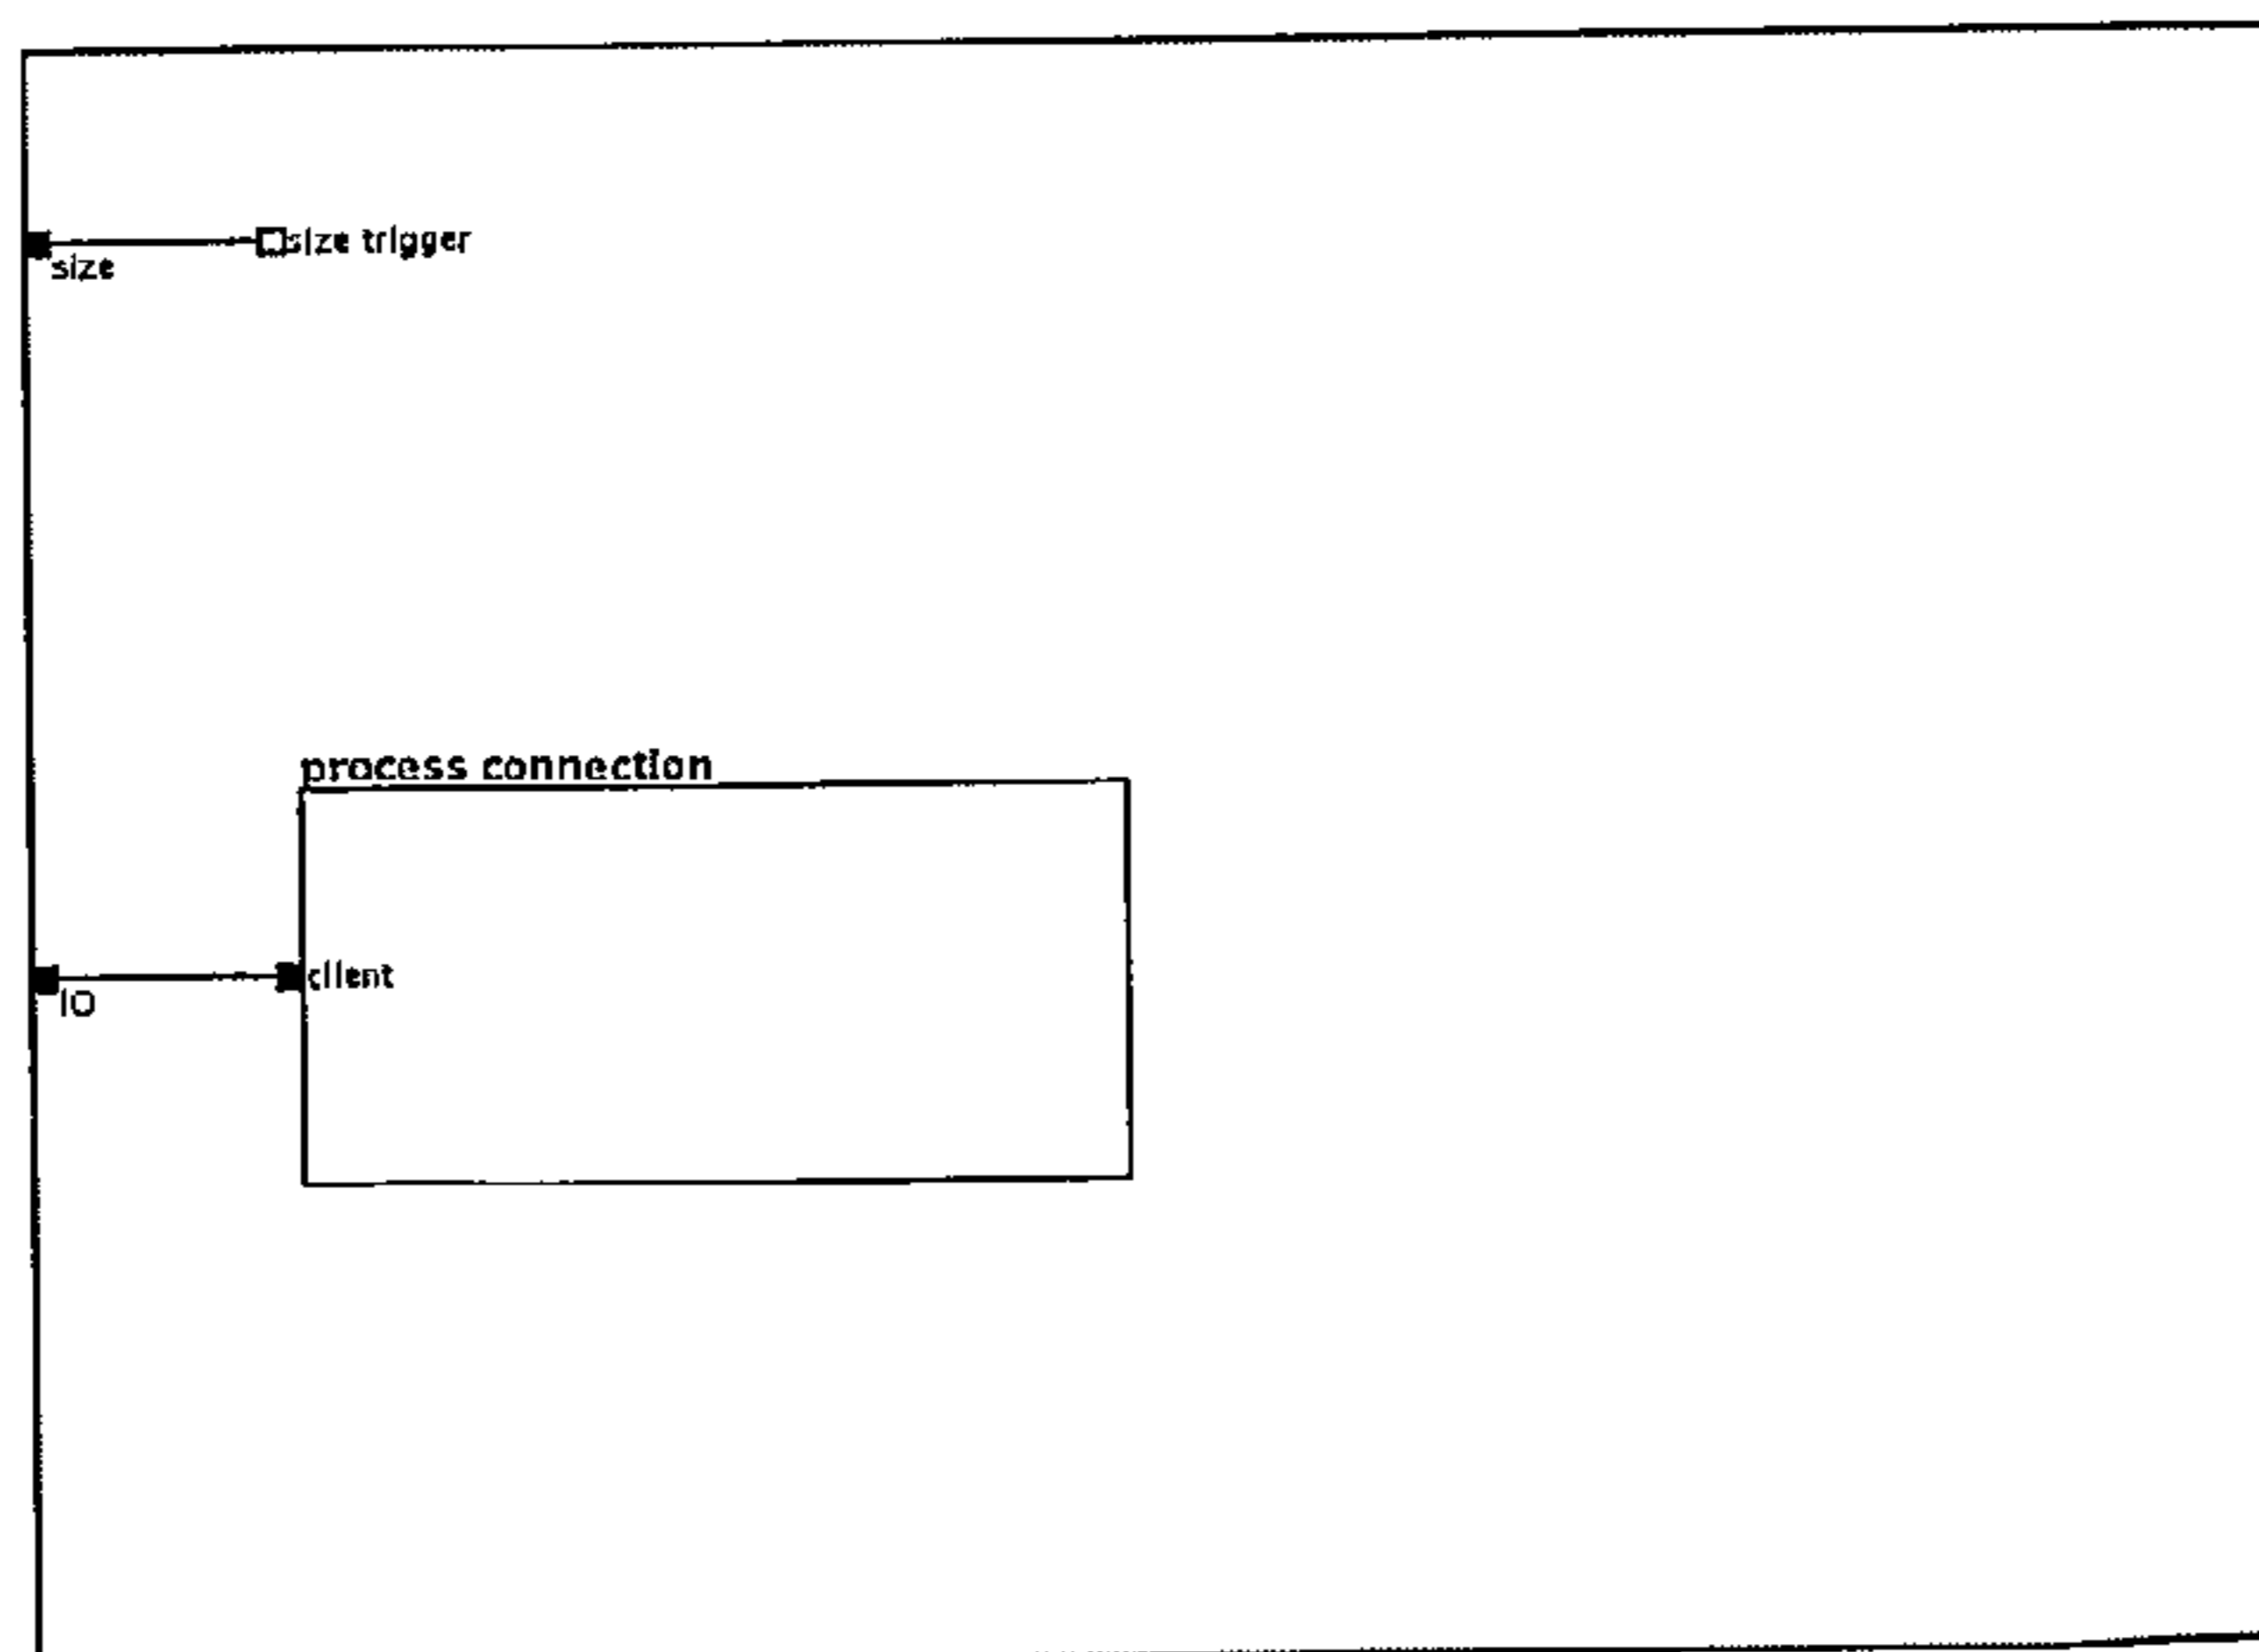 size trigger
size
process connection
client
IO